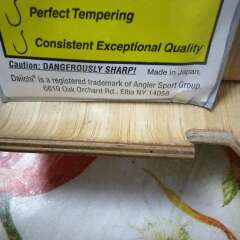 Perfect Tempering
Consistent Exceptional Quality
Caution: DANGEROUSLY SHARP! Made in Japan,
Daiichi® is a registered trademark of Angler Sport Group,
6619 Oak Orchard Rd., Elba NY 14058